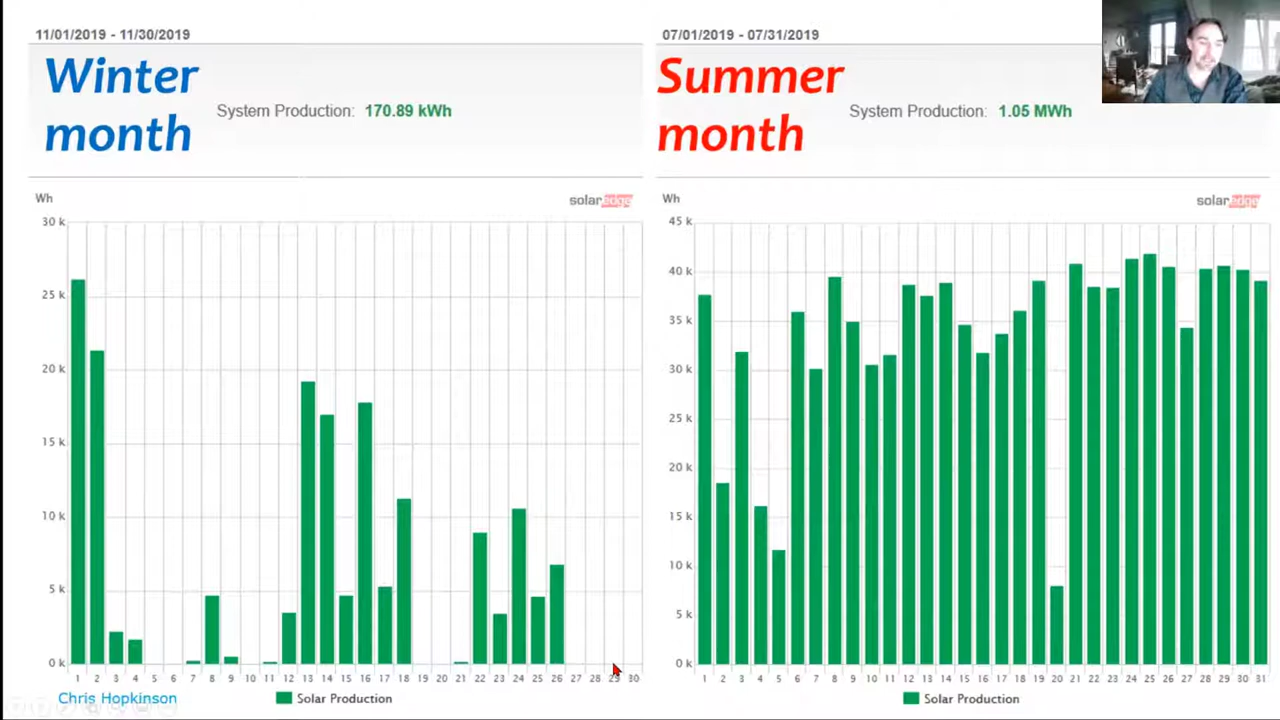 11/01/2019 - 11/30/2019
Winter
month
System Production: 170.89 kWh
Wh
solaredge
30 k
25 k
20 k
15 k
10 k
5 k
0 k
1 2 3 4 5 6 7 8 9 10 11 12 13 14 15 16 17 18 19 20 21 22 23 24 25 26 27 28 29 30
Chris Hopkinson
Solar Production
07/01/2019 - 07/31/2019
Summer
month
System Production: 1.05 MWh
Wh
solaredge
45 k
40 k
35 k
30 k
25 k
20 k
15 k
10 k
5 k
0 k
1 2 3 4 5 6 7 8 9 10 11 12 13 14 15 16 17 18 19 20 21 22 23 24 25 26 27 28 29 30 31
Solar Production